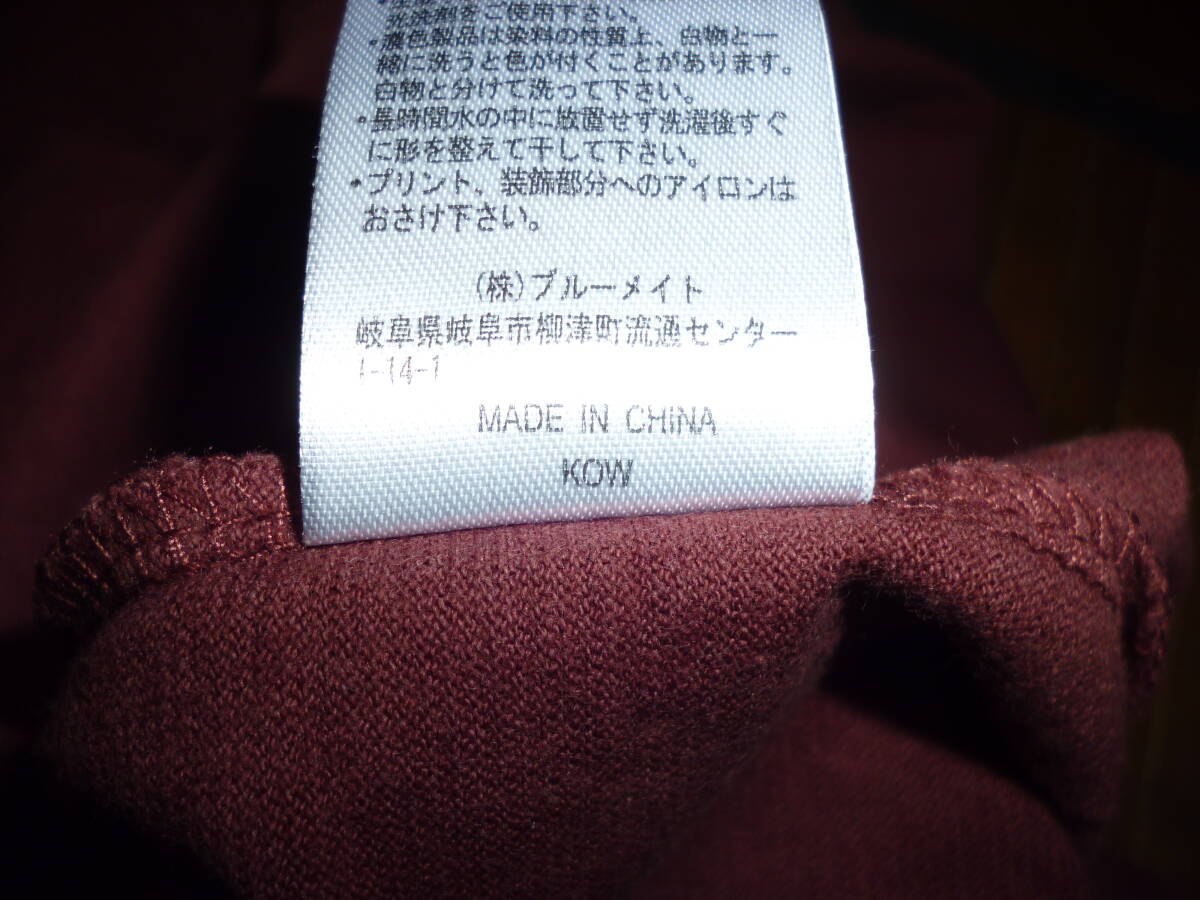 洗洗剤をご使用下さい。
・濃色製品は染料の性質上、白物と一
緒に洗うと色が付くことがあります。
白物と分けて洗って下さい。
・長時間水の中に放置せず洗濯後すぐ
に形を整えて干して下さい。
・プリント、装飾部分へのアイロンは
おさけ下さい。
(株)ブルーメイト
岐阜県岐阜市柳津町流通センター
1-14-1
MADE IN CHINA
KOW